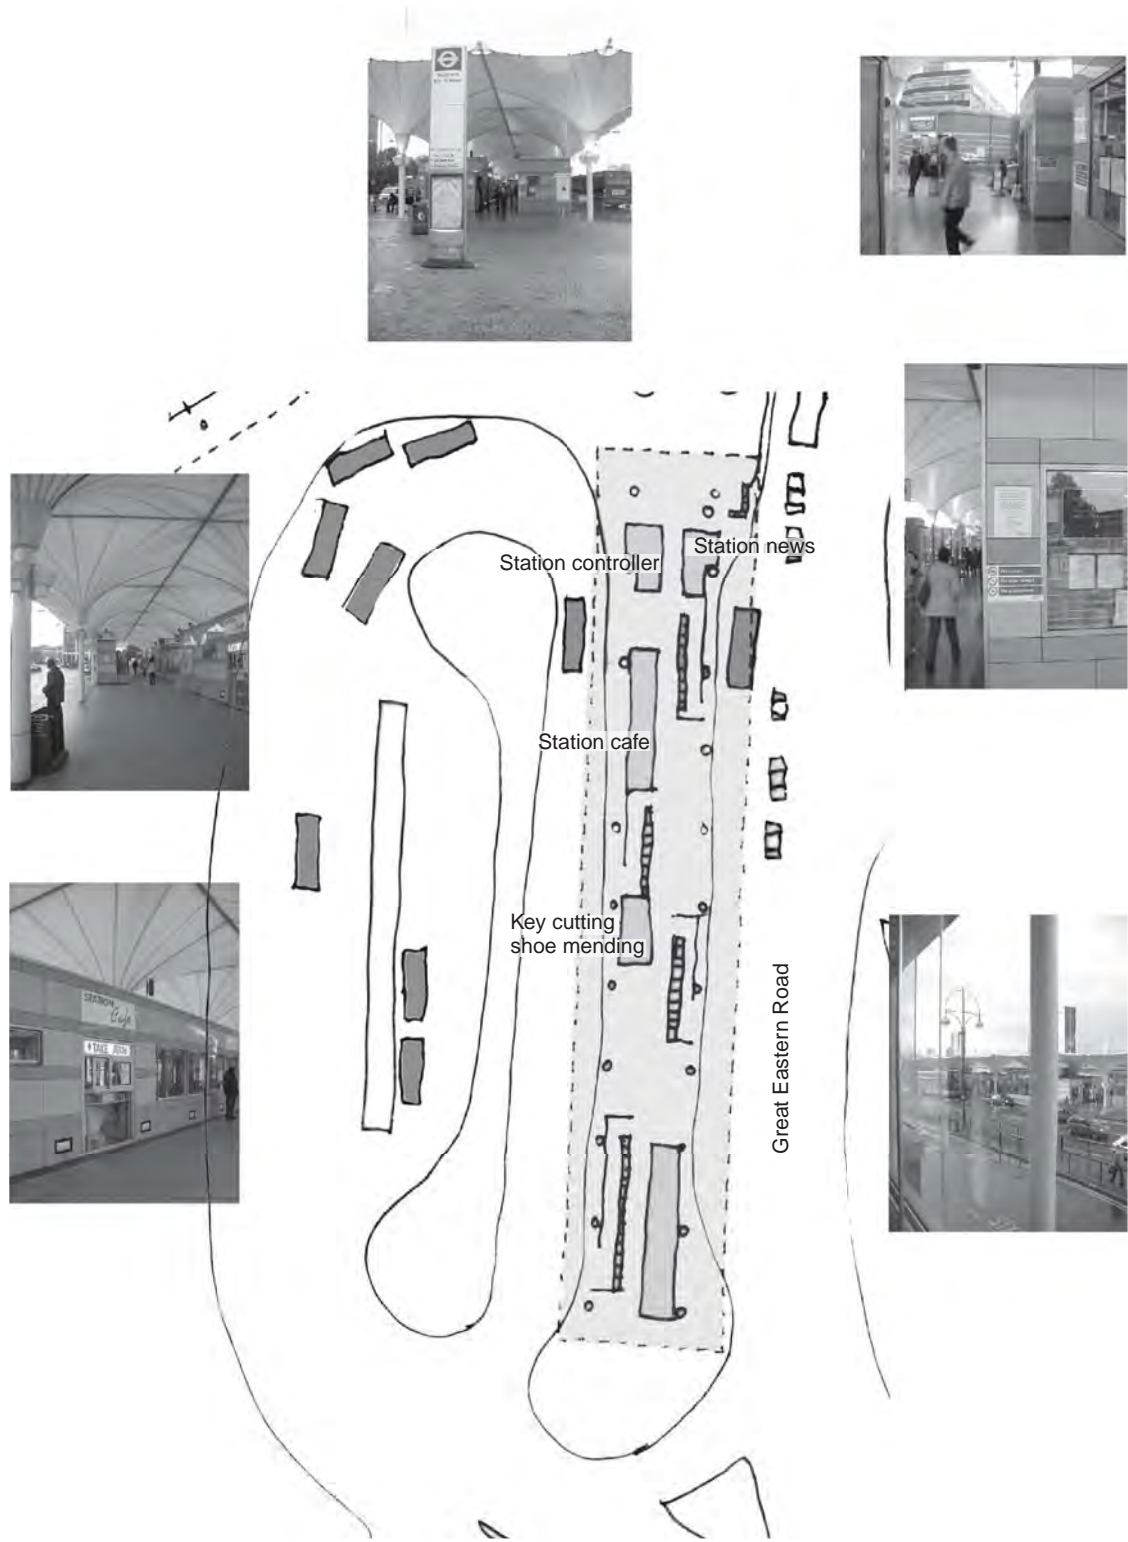 Station controller
Station news
Station cafe
Key cutting
shoe mending
Great Eastern Road
STATION
Cafe
TAKE AWAY